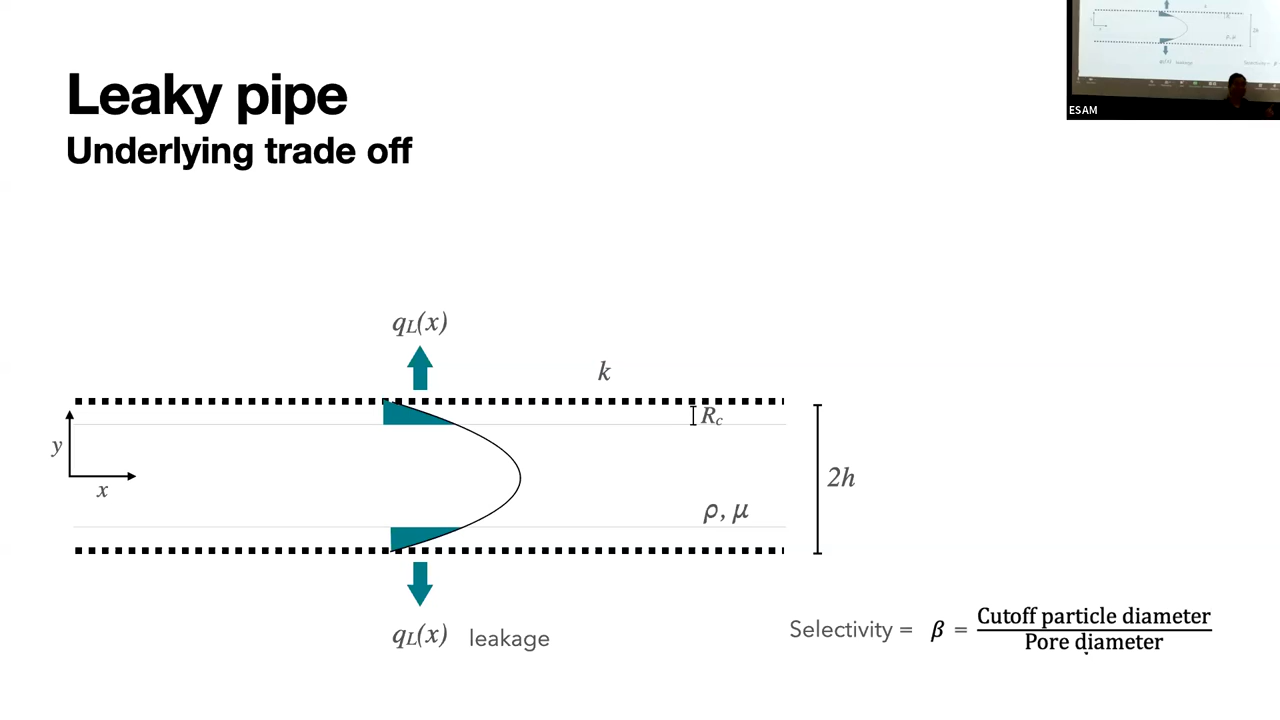 Leaky pipe
Underlying trade off
ESAM
qL(x)
k
Rc
y
x
2h
ρ, μ
qL(x) leakage
Selectivity = β = Cutoff particle diameter
Pore diameter